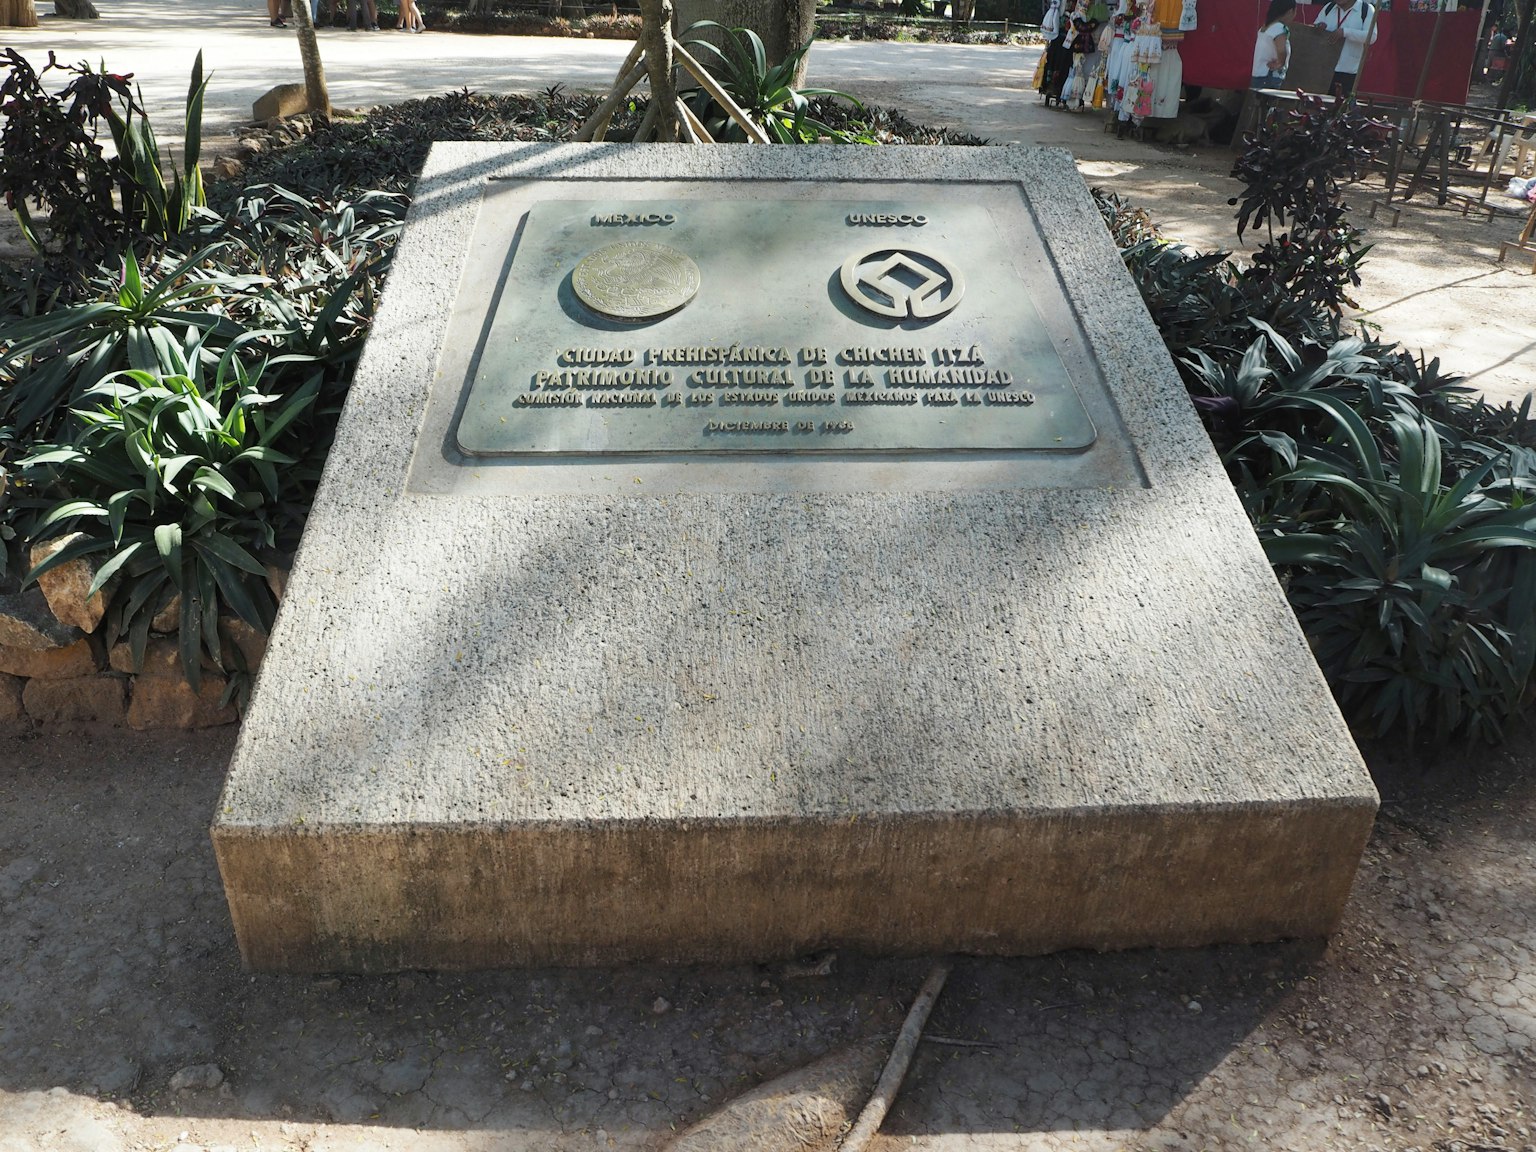 MEXICO UNESCO
CIUDAD PREHISPÁNICA DE CHICHEN ITZÁ
PATRIMONIO CULTURAL DE LA HUMANIDAD
COMISIÓN NACIONAL DE LOS ESTADOS UNIDOS MEXICANOS PARA LA UNESCO
DICIEMBRE DE